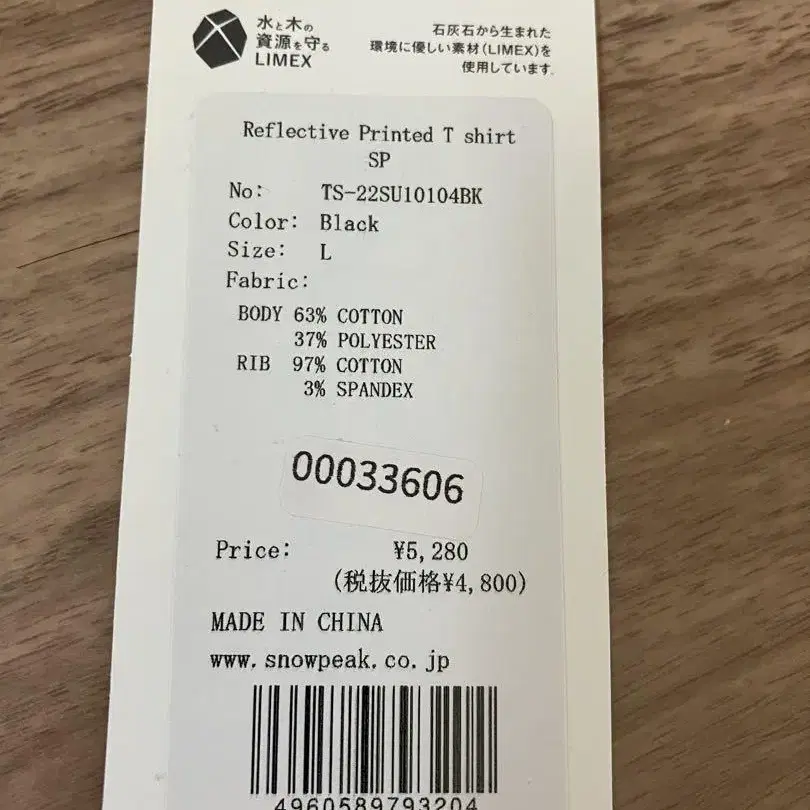 水と木の
資源を守る
LIMEX
石灰石から生まれた
環境に優しい素材(LIMEX)を
使用しています。
Reflective Printed T shirt
SP
No: TS-22SU10104BK
Color: Black
Size: L
Fabric:
BODY 63% COTTON
37% POLYESTER
RIB 97% COTTON
3% SPANDEX
00033606
Price: ¥5,280
(税抜価格¥4,800)
MADE IN CHINA
www.snowpeak.co.jp
4960589793204